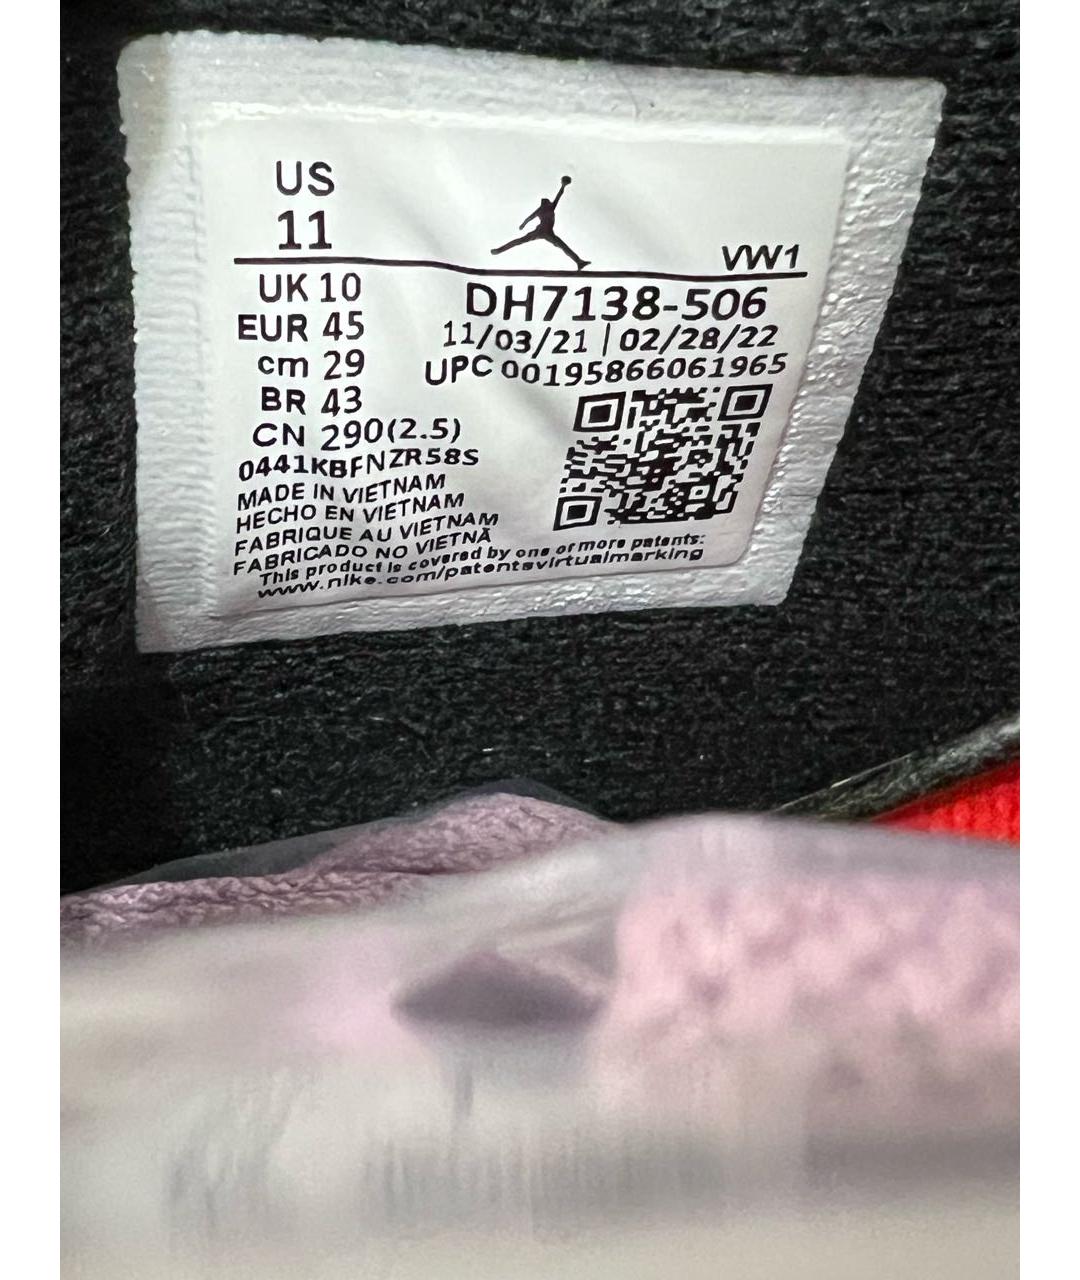 US
11
VW1
UK 10
EUR 45
cm 29
BR 43
CN 290(2.5)
DH7138-506
11/03/21 | 02/28/22
UPC 00195866061965
0441KBFNZR58S
MADE IN VIETNAM
HECHO EN VIETNAM
FABRIQUE AU VIETNAM
FABRICADO NO VIETNÃ
This product is covered by one or more patents:
www.nike.com/patentsvirtualmarking